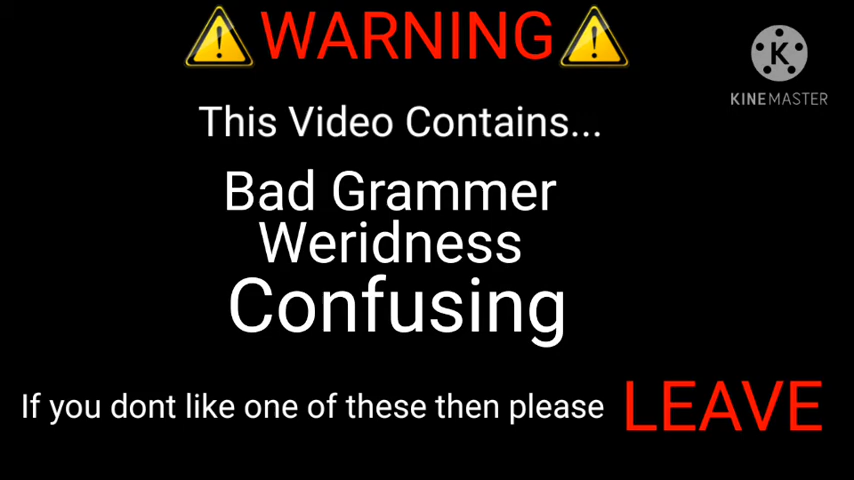 ⚠WARNING⚠
K
KINEMASTER
This Video Contains...
Bad Grammer
Weridness
Confusing
If you dont like one of these then please LEAVE